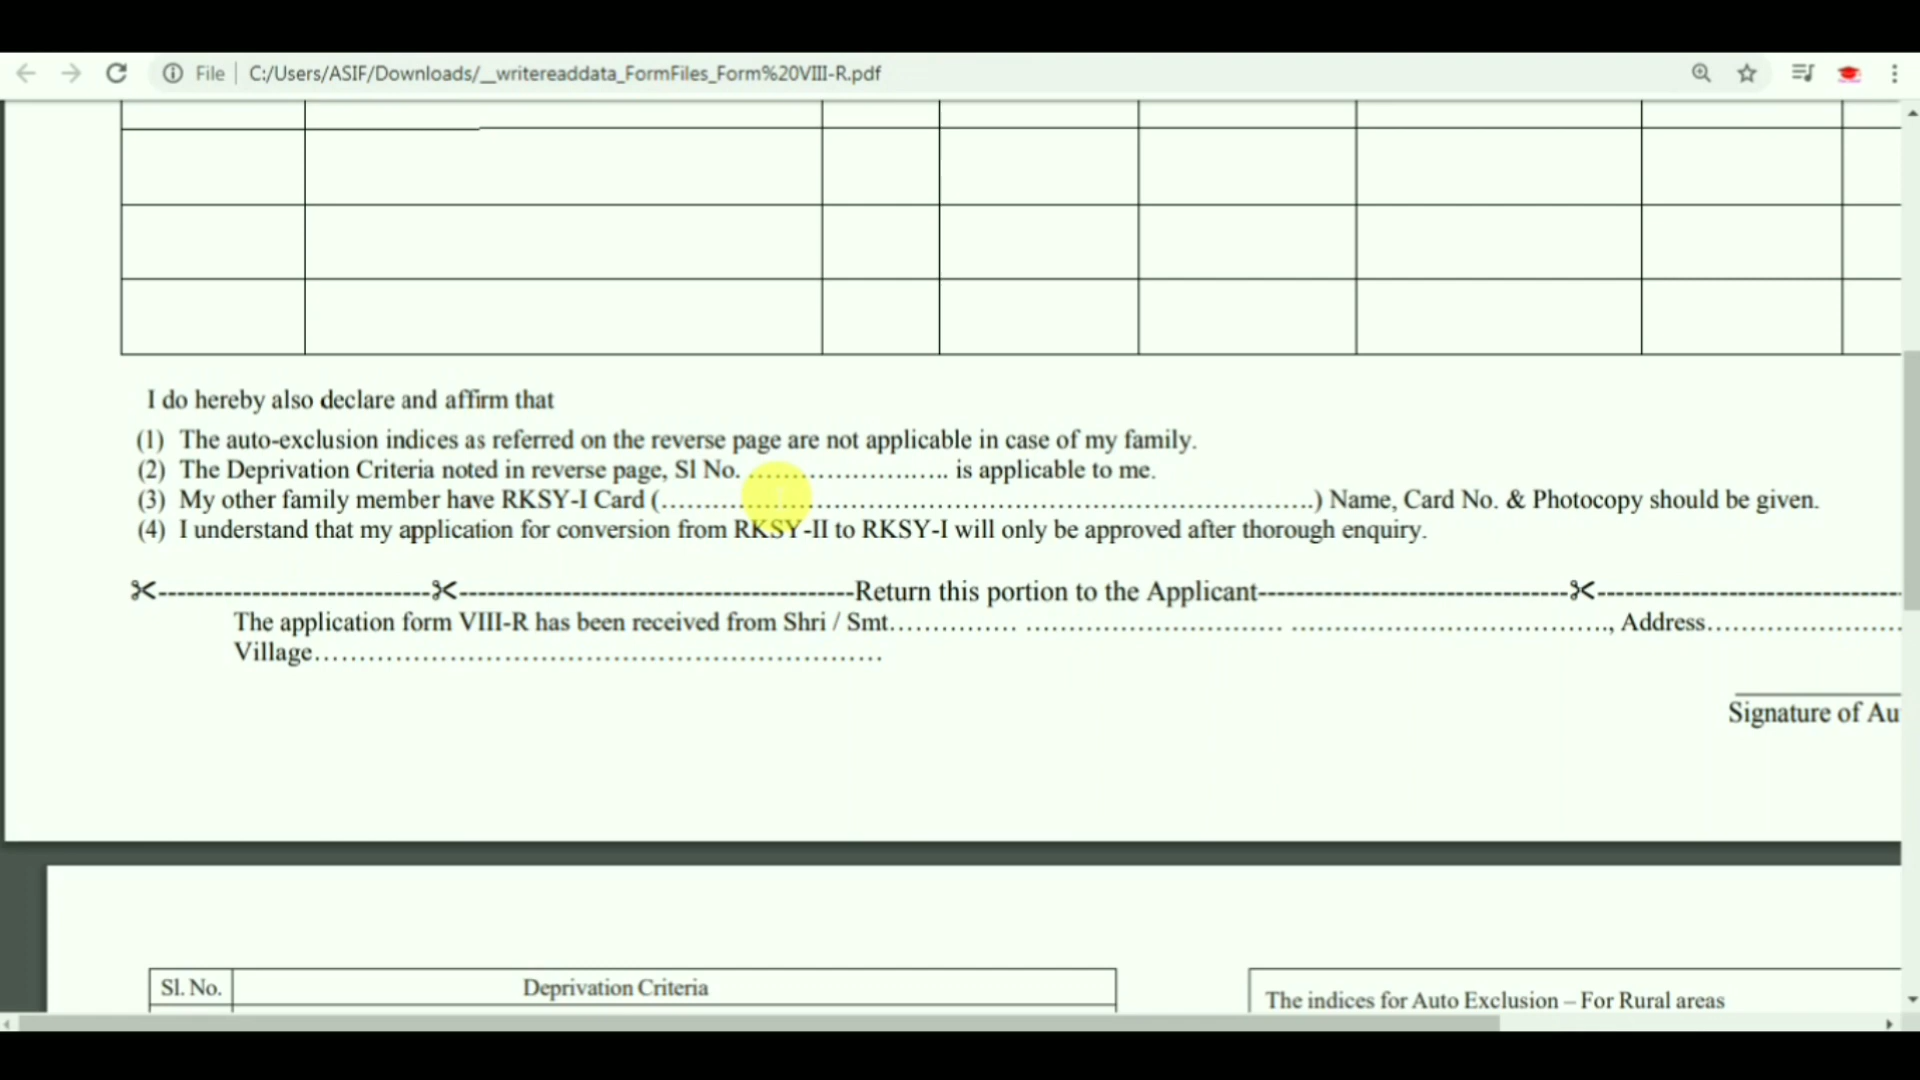 File | C:/Users/ASIF/Downloads/__writereaddata_FormFiles_Form%20VIII-R.pdf
I do hereby also declare and affirm that
(1) The auto-exclusion indices as referred on the reverse page are not applicable in case of my family.
(2) The Deprivation Criteria noted in reverse page, Sl No. ........................ is applicable to me.
(3) My other family member have RKSY-I Card (........................................................................) Name, Card No. & Photocopy should be given.
(4) I understand that my application for conversion from RKSY-II to RKSY-I will only be approved after thorough enquiry.
✂-----------------------------✂------------------------------------------Return this portion to the Applicant---------------------------------✂--------------------------------
The application form VIII-R has been received from Shri / Smt.............. ............................ ..................................., Address.....................
Village..............................................................
Signature of Au
Sl. No. Deprivation Criteria
The indices for Auto Exclusion – For Rural areas